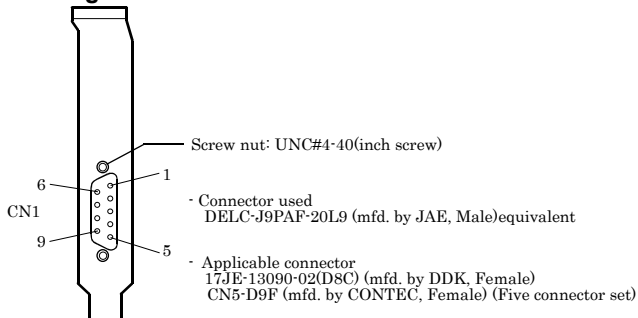 Screw nut: UNC#4-40(inch screw)
1
6
CN1
- Connector used
DELC-J9PAF-20L9 (mfd. by JAE, Male)equivalent
9
5
- Applicable connector
17JE-13090-02(D8C) (mfd. by DDK, Female)
CN5-D9F (mfd. by CONTEC, Female) (Five connector set)